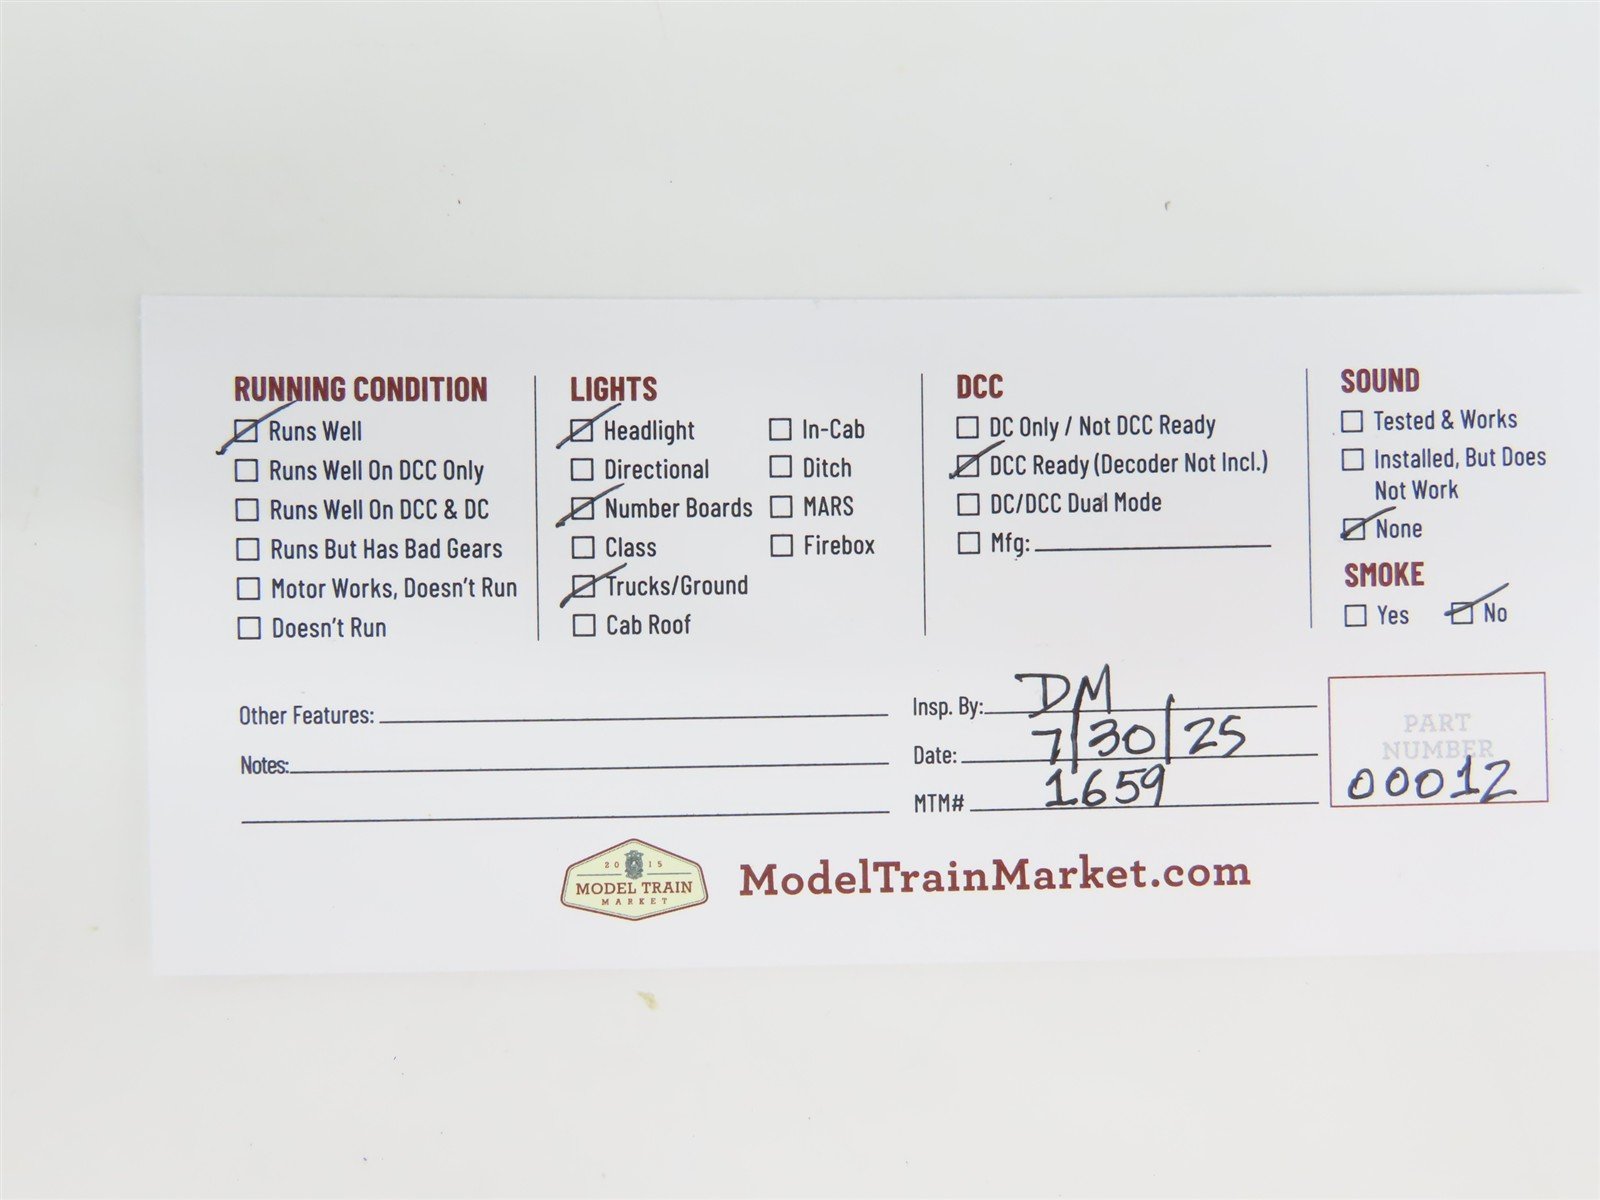 RUNNING CONDITION
Runs Well
Runs Well On DCC Only
Runs Well On DCC & DC
Runs But Has Bad Gears
Motor Works, Doesn't Run
Doesn't Run
LIGHTS
Headlight
Directional
Number Boards
Class
Trucks/Ground
Cab Roof
In-Cab
Ditch
MARS
Firebox
DCC
DC Only / Not DCC Ready
DCC Ready (Decoder Not Incl.)
DC/DCC Dual Mode
Mfg:
SOUND
Tested & Works
Installed, But Does
Not Work
None
SMOKE
Yes No
Other Features:
Notes:
Insp. By: DM
Date: 7/30/25
MTM# 1659
PART
NUMBER
00012
2015
MODEL TRAIN
MARKET
ModelTrainMarket.com